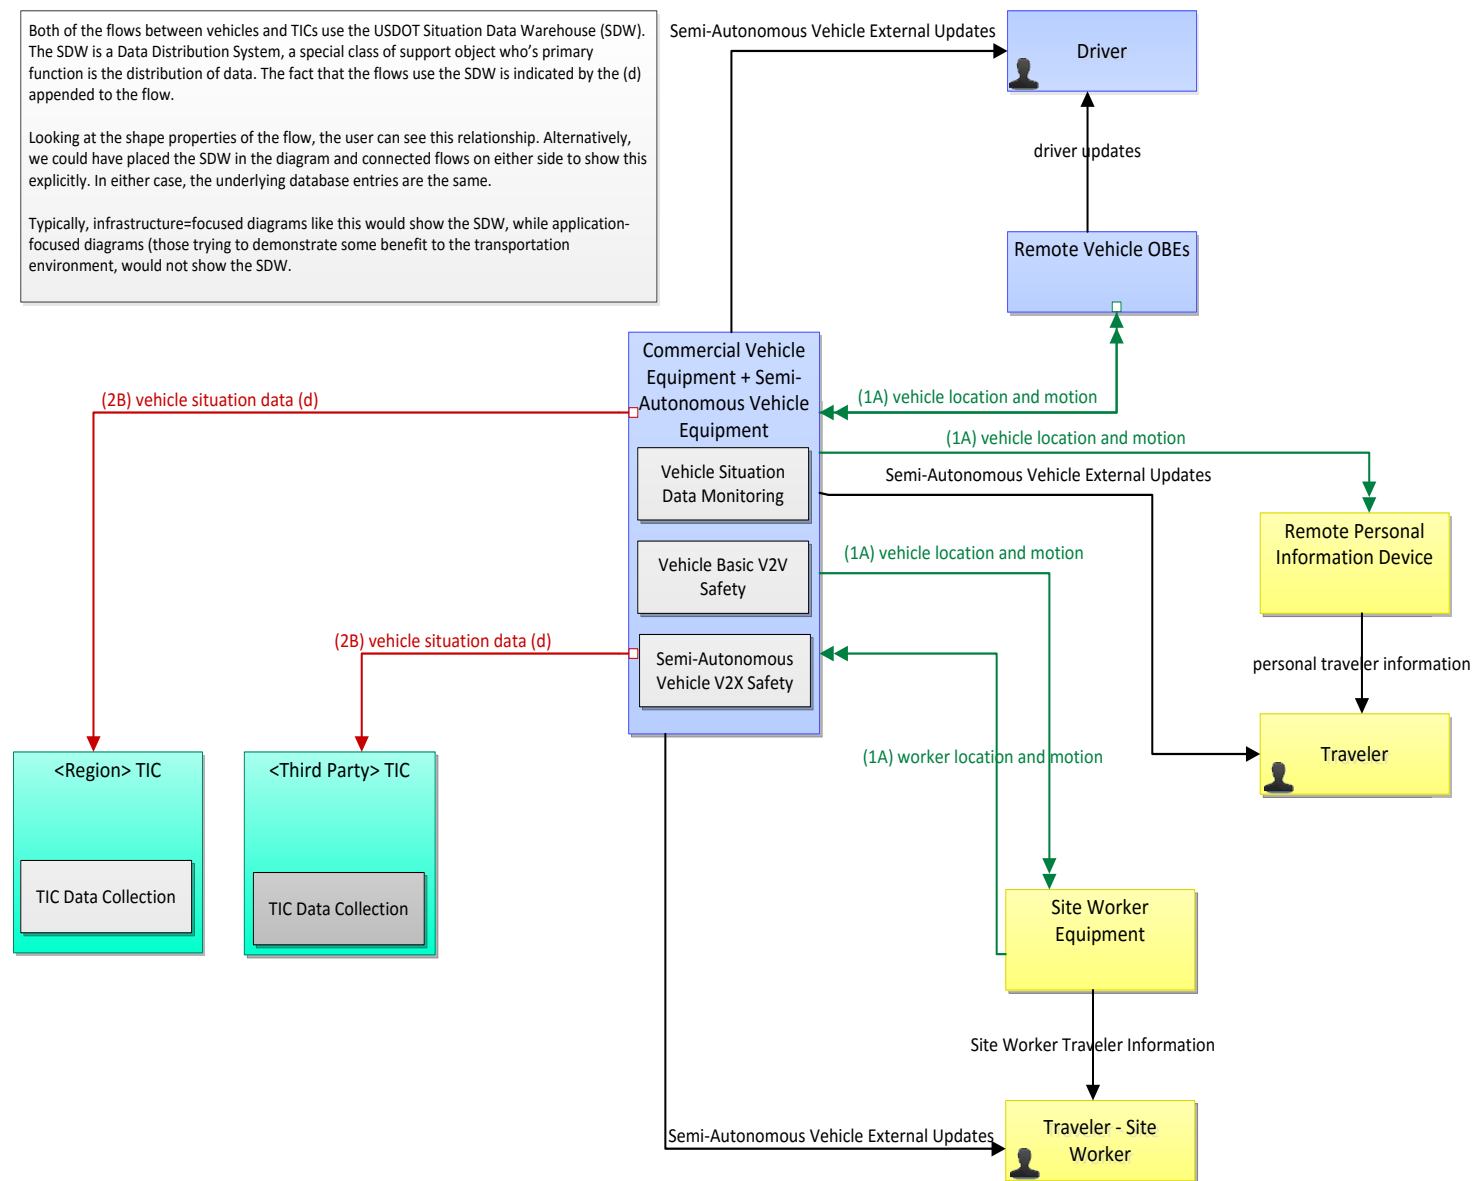 Both of the flows between vehicles and TICs use the USDOT Situation Data Warehouse (SDW).
The SDW is a Data Distribution System, a special class of support object who's primary
function is the distribution of data. The fact that the flows use the SDW is indicated by the (d)
appended to the flow.
Looking at the shape properties of the flow, the user can see this relationship. Alternatively,
we could have placed the SDW in the diagram and connected flows on either side to show this
explicitly. In either case, the underlying database entries are the same.
Typically, infrastructure=focused diagrams like this would show the SDW, while application-
focused diagrams (those trying to demonstrate some benefit to the transportation
environment, would not show the SDW.
Semi-Autonomous Vehicle External Updates
Driver
driver updates
Remote Vehicle OBEs
Commercial Vehicle
Equipment + Semi-
Autonomous Vehicle
Equipment
(2B) vehicle situation data (d)
(1A) vehicle location and motion
(1A) vehicle location and motion
Vehicle Situation
Data Monitoring
Semi-Autonomous Vehicle External Updates
Remote Personal
Information Device
Vehicle Basic V2V
Safety
(1A) vehicle location and motion
(2B) vehicle situation data (d)
Semi-Autonomous
Vehicle V2X Safety
personal traveler information
<Region> TIC
<Third Party> TIC
(1A) worker location and motion
Traveler
TIC Data Collection
TIC Data Collection
Site Worker
Equipment
Site Worker Traveler Information
Semi-Autonomous Vehicle External Updates
Traveler - Site
Worker